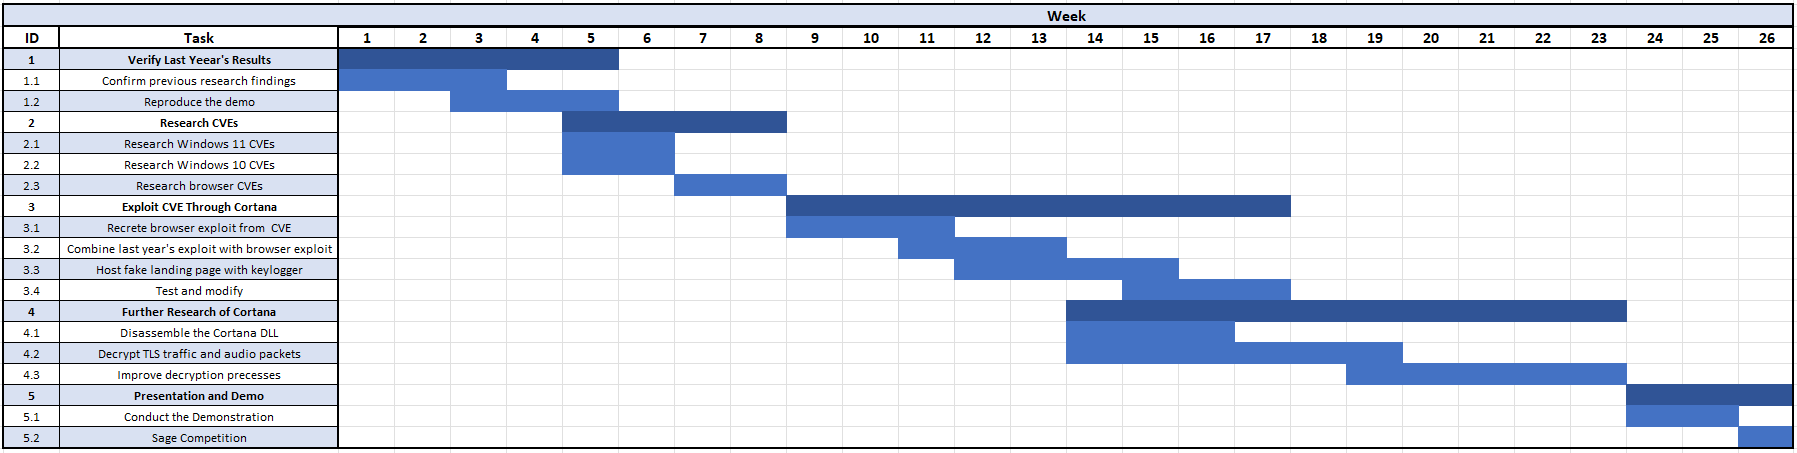 Week
ID Task 1 2 3 4 5 6 7 8 9 10 11 12 13 14 15 16 17 18 19 20 21 22 23 24 25 26
1 Verify Last Yeear's Results
1.1 Confirm previous research findings
1.2 Reproduce the demo
2 Research CVEs
2.1 Research Windows 11 CVEs
2.2 Research Windows 10 CVEs
2.3 Research browser CVEs
3 Exploit CVE Through Cortana
3.1 Recrete browser exploit from CVE
3.2 Combine last year's exploit with browser exploit
3.3 Host fake landing page with keylogger
3.4 Test and modify
4 Further Research of Cortana
4.1 Disassemble the Cortana DLL
4.2 Decrypt TLS traffic and audio packets
4.3 Improve decryption precesses
5 Presentation and Demo
5.1 Conduct the Demonstration
5.2 Sage Competition